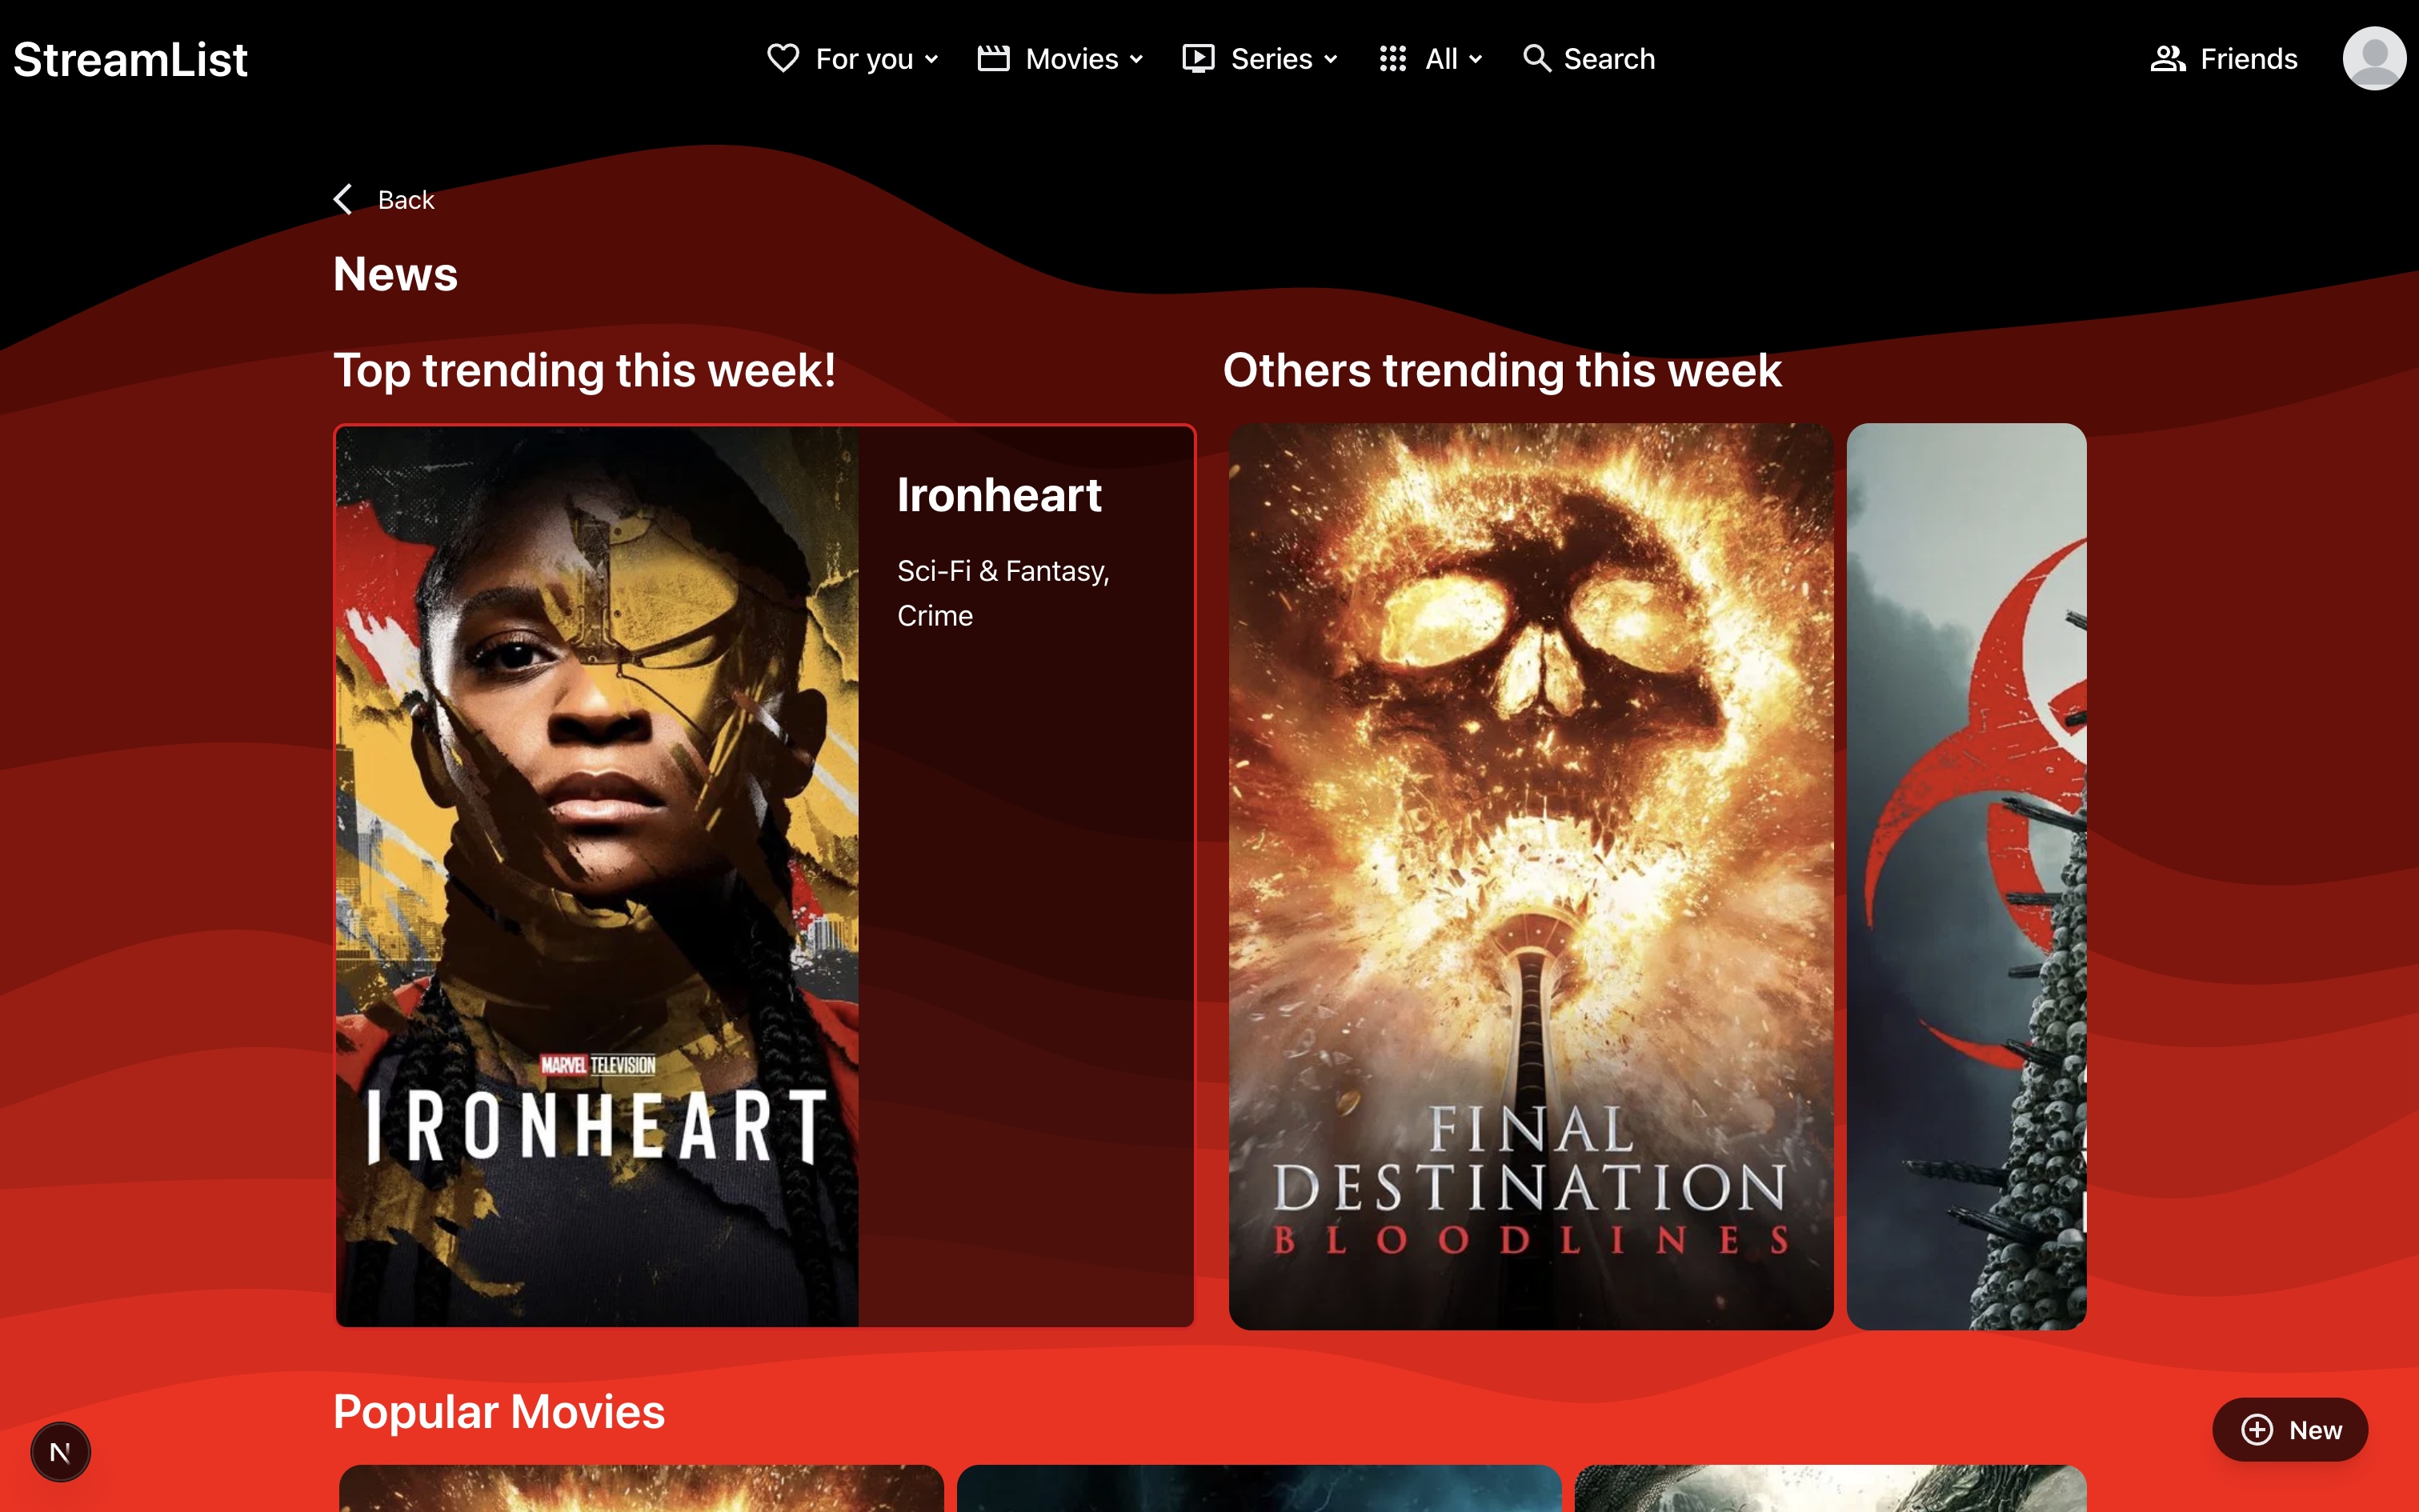 StreamList
For you
Movies
Series
All
Search
Friends
Back
News
Top trending this week!
Others trending this week
Ironheart
Sci-Fi & Fantasy,
Crime
MARVEL TELEVISION
IRONHEART
FINAL
DESTINATION
BLOODLINES
Popular Movies
N
New